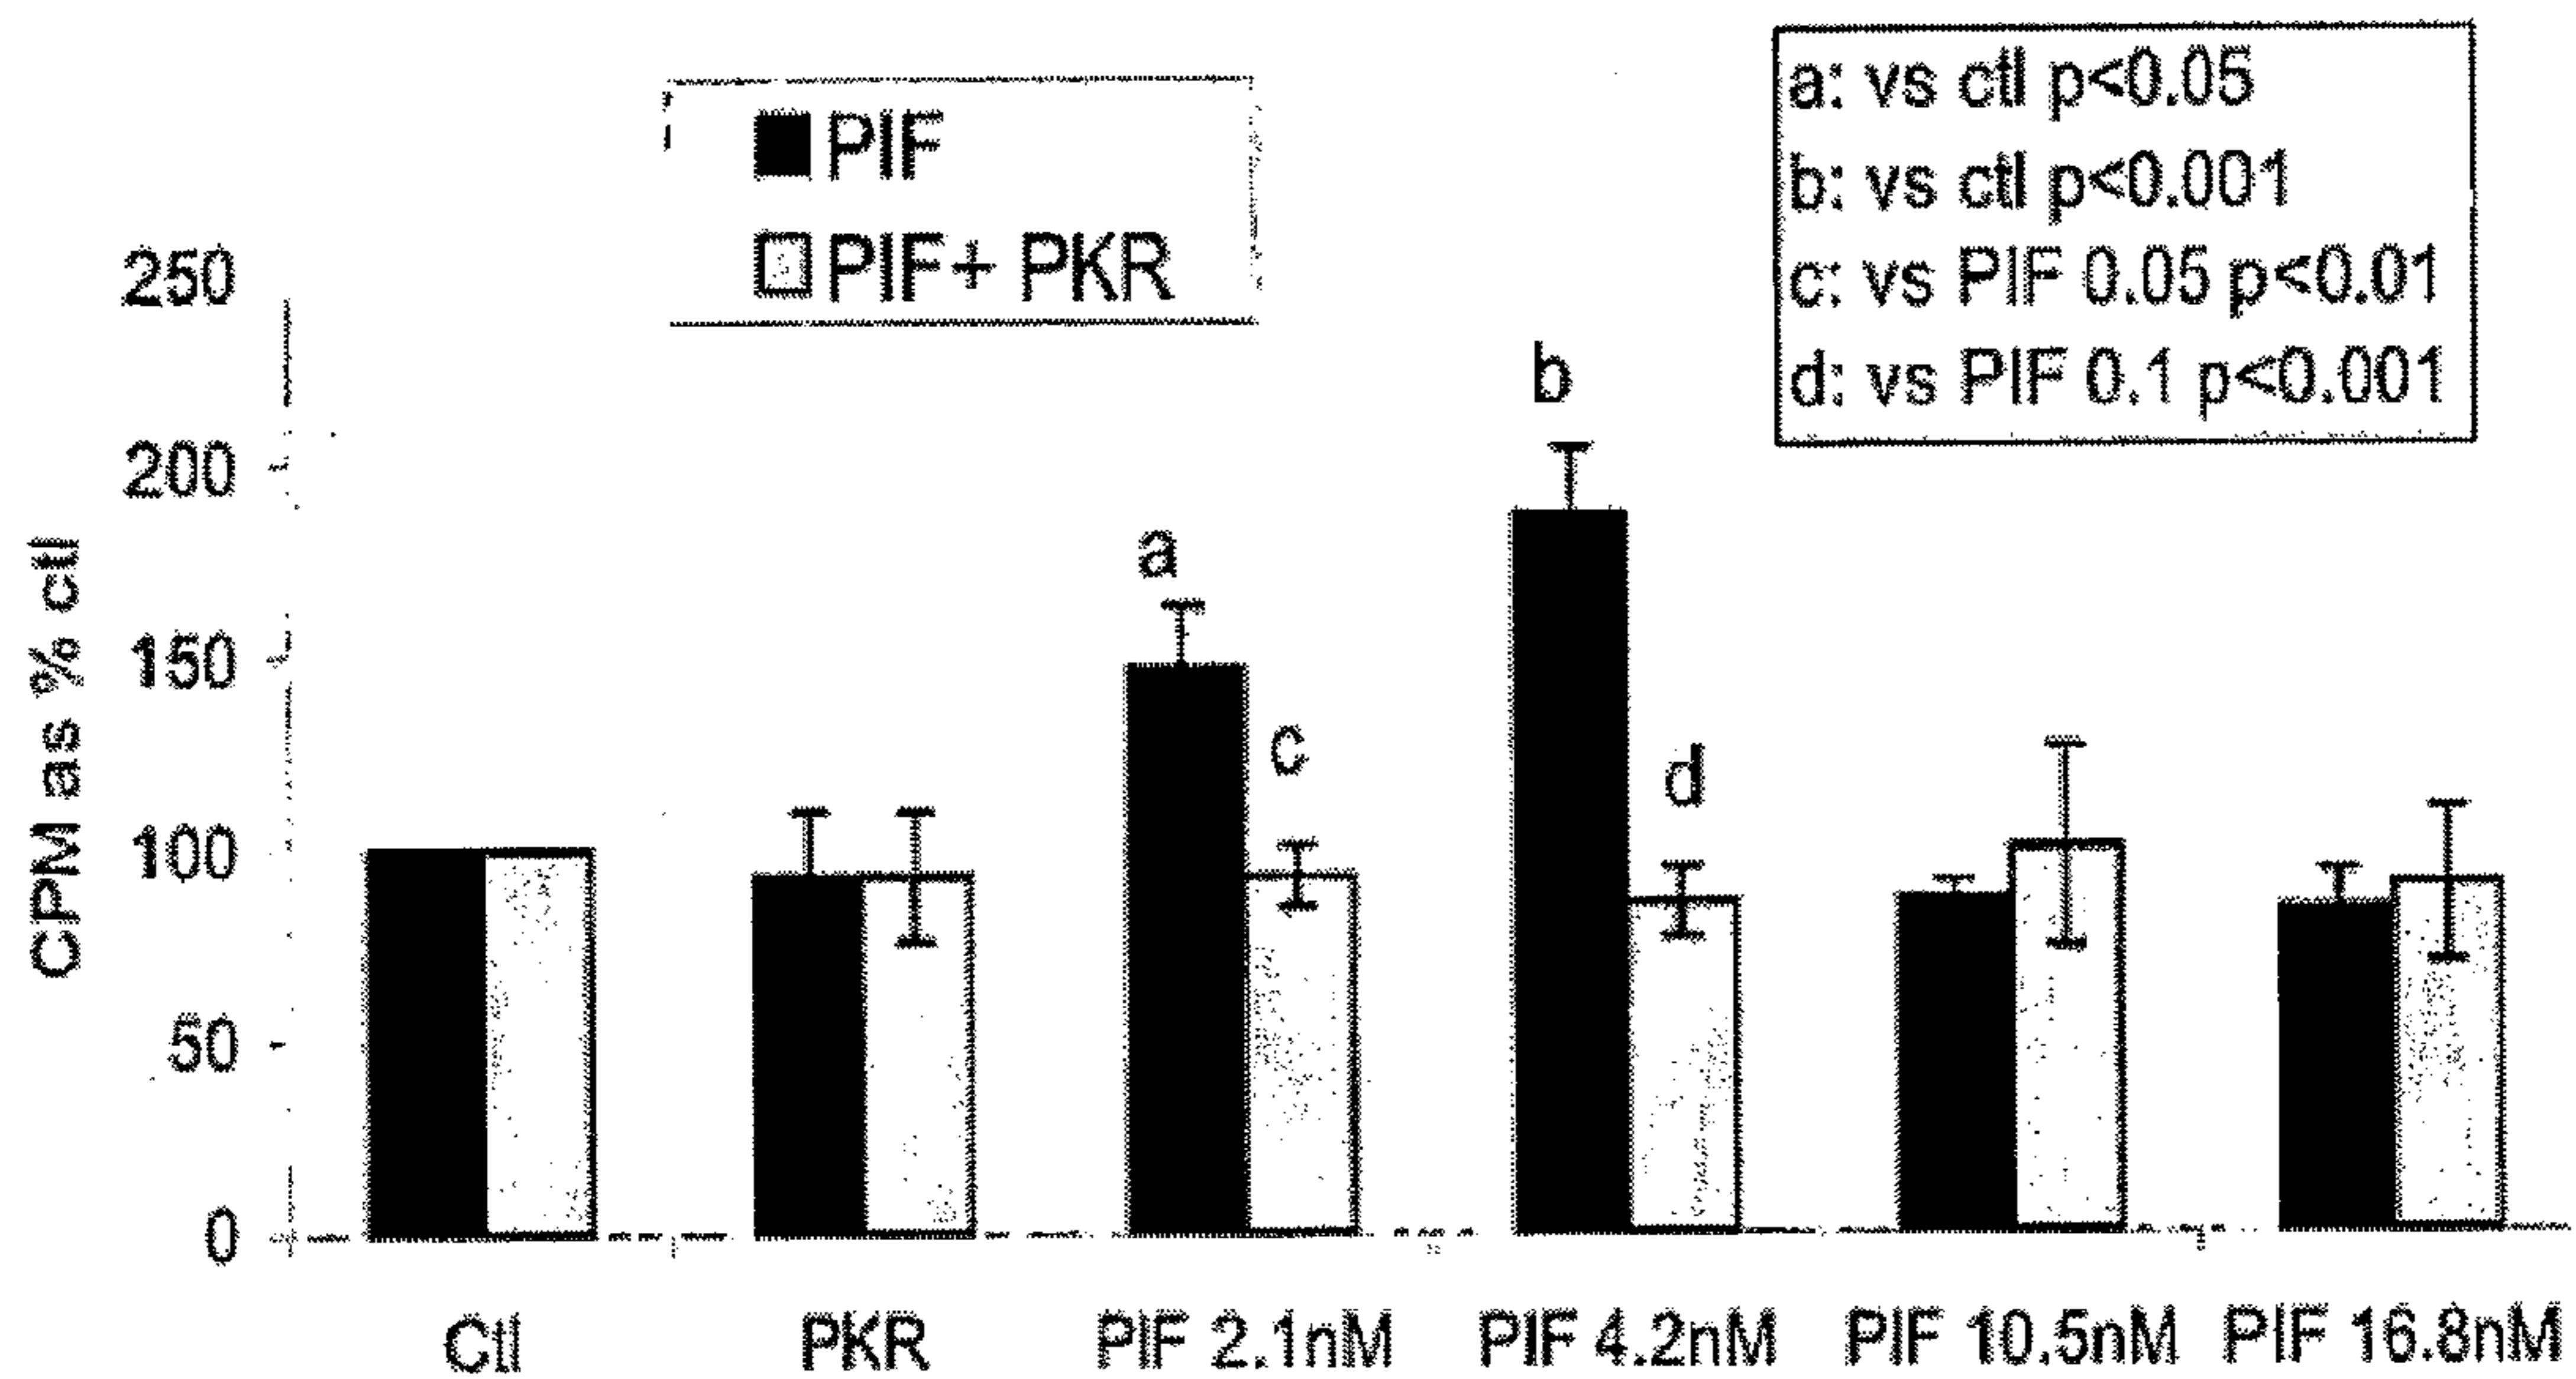 PIF
PIF+ PKR
a: vs ctl p<0.05
b: vs ctl p<0.001
c: vs PIF 0.05 p<0.01
d: vs PIF 0.1 p<0.001
CPM as % ctl
250
200
150
100
50
0
a
c
b
d
Ctl
PKR
PIF 2.1nM
PIF 4.2nM
PIF 10.5nM
PIF 16.8nM